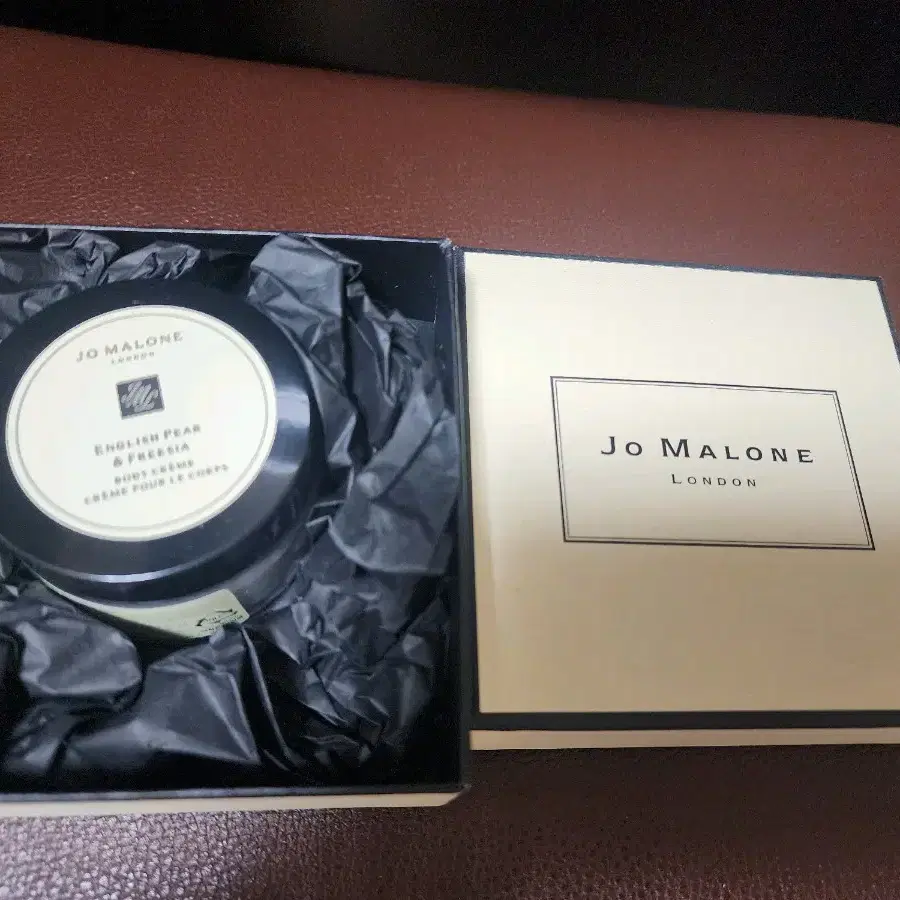 JO MALONE
LONDON
ENGLISH PEAR
& FREESIA
BODY CRÈME
CRÈME POUR LE CORPS
JO MALONE
LONDON